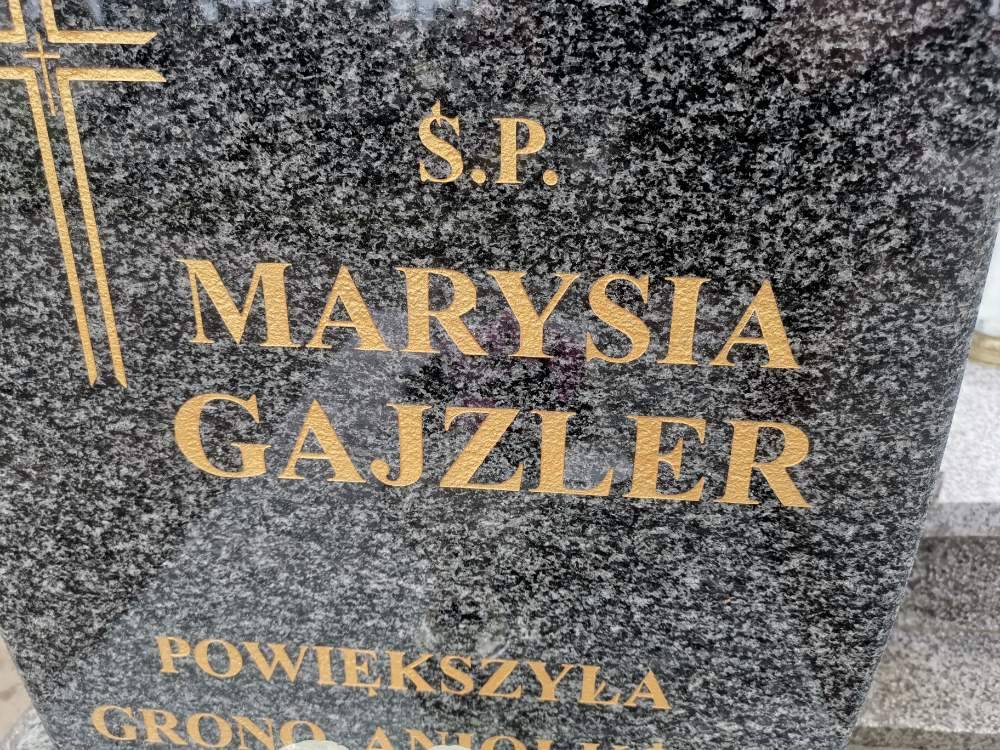 Ś.P.
MARYSIA
GAJZLER
POWIĘKSZYŁA
GRONO